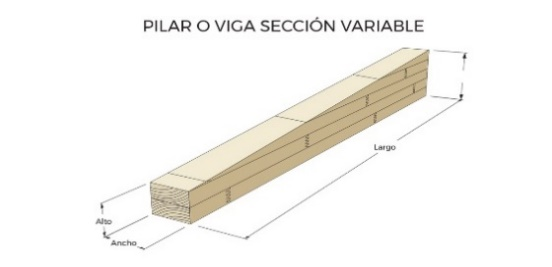 PILAR O VIGA SECCIÓN VARIABLE
Largo
Alto
Ancho